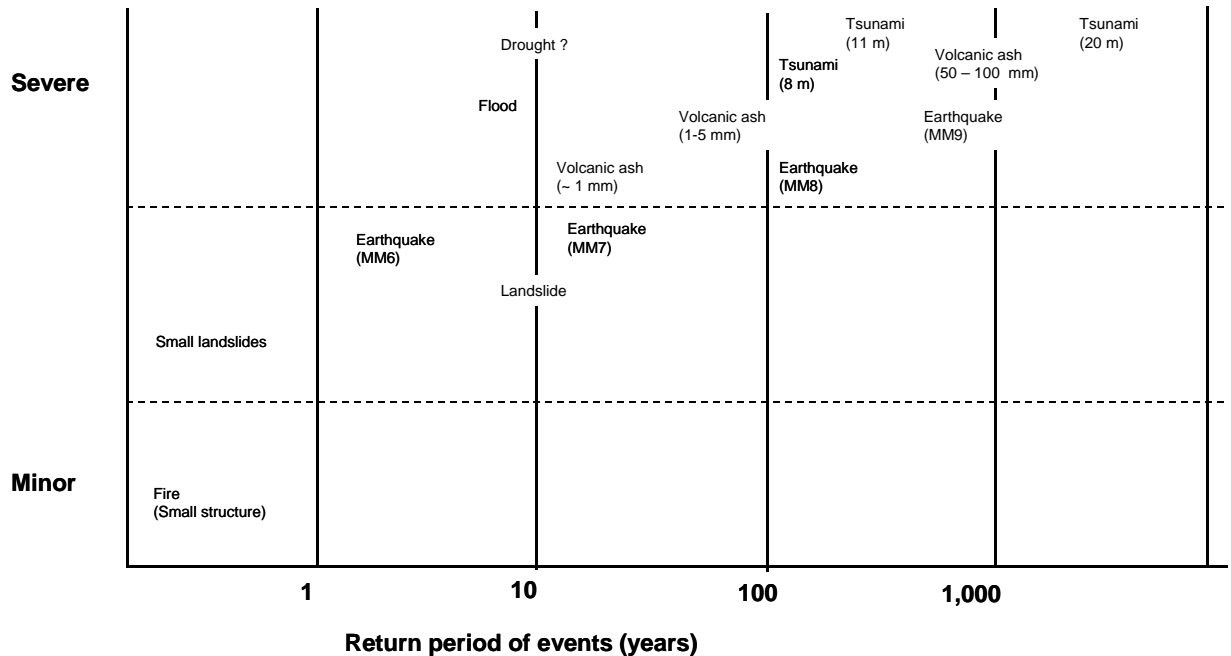 Tsunami
(11 m)
Tsunami
(20 m)
Drought ?
Volcanic ash
(50 – 100  mm)
Severe
Tsunami
(8 m)
Flood
Volcanic ash
(1-5 mm)
Earthquake
(MM9)
Volcanic ash
(~ 1 mm)
Earthquake
(MM8)
Earthquake
(MM6)
Earthquake
(MM7)
Landslide
Small landslides
Minor
Fire
(Small structure)
1
10
100
1,000
Return period of events (years)